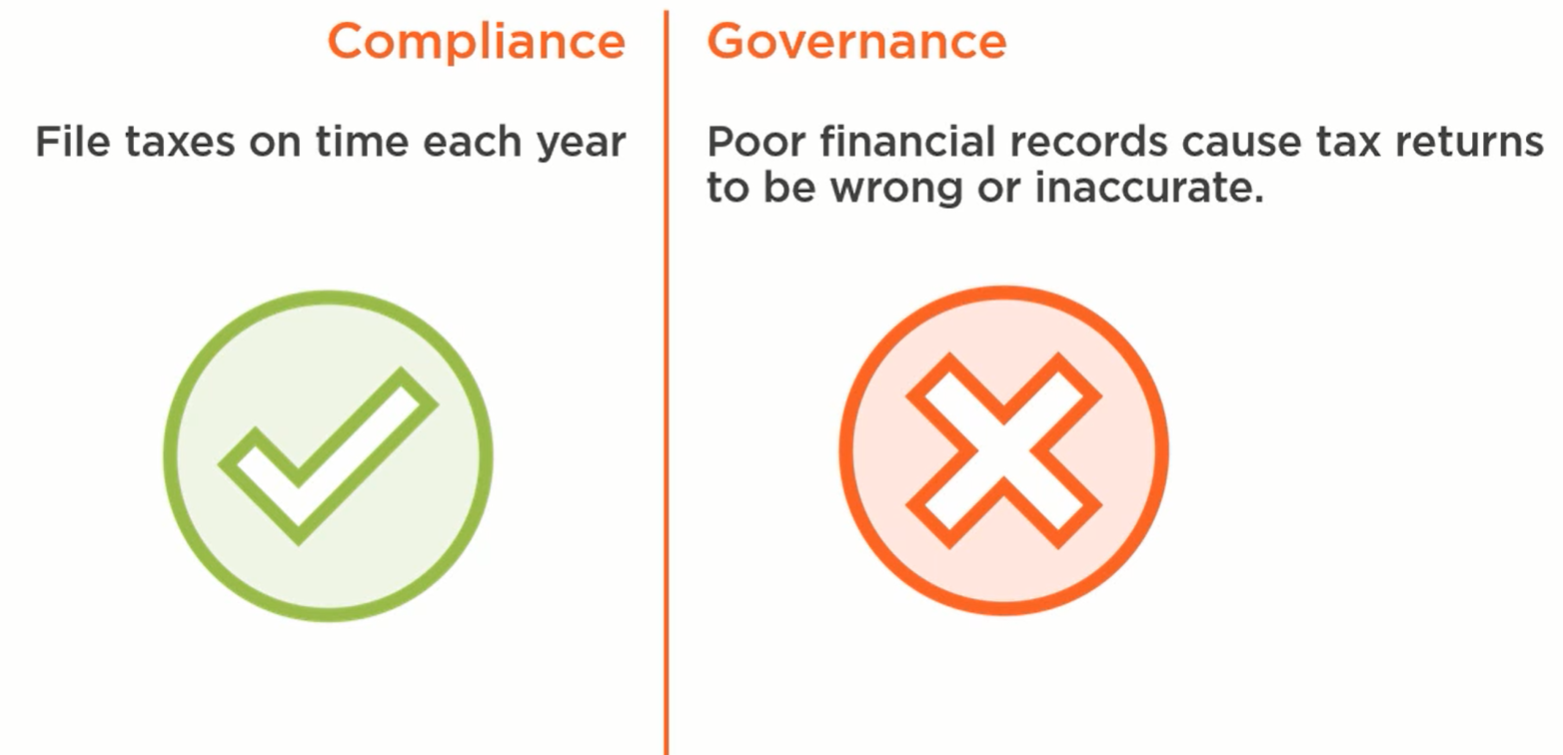 Compliance
File taxes on time each year
Governance
Poor financial records cause tax returns
to be wrong or inaccurate.